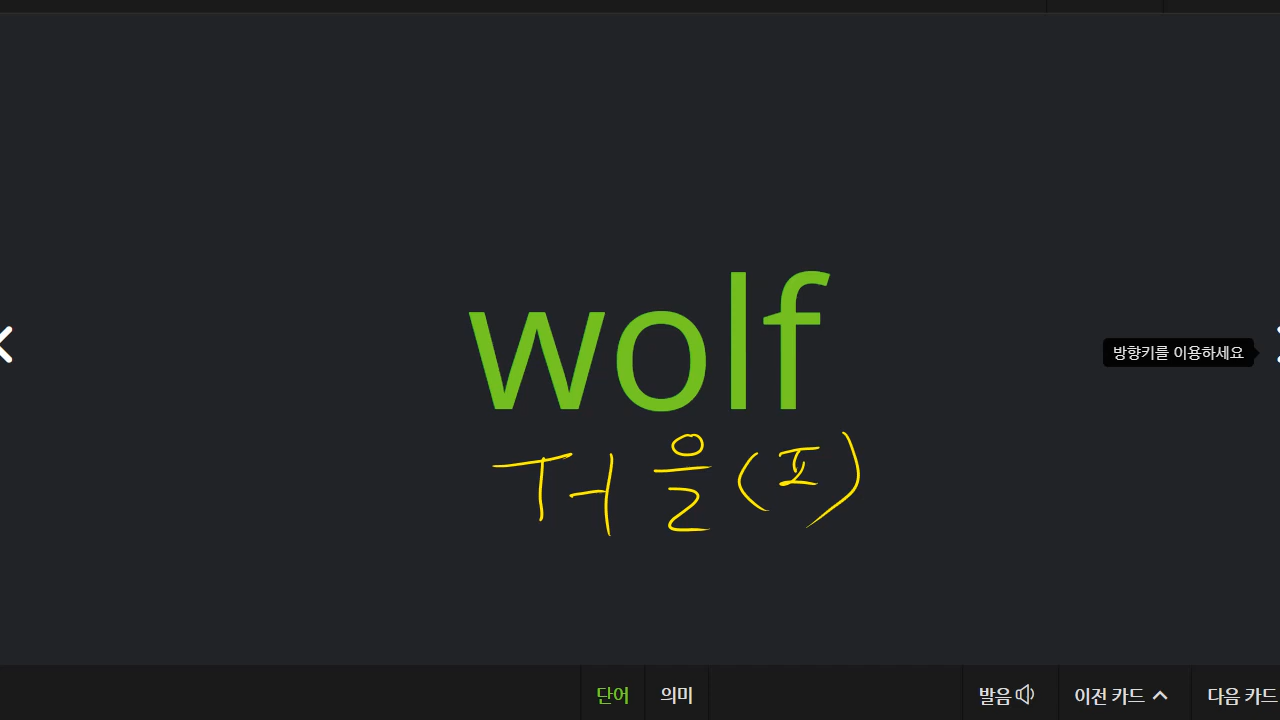 wolf
방향키를 이용하세요
ㅜㅓ 울(ㅍ)
단어 의미 발음 이전 카드 다음 카드